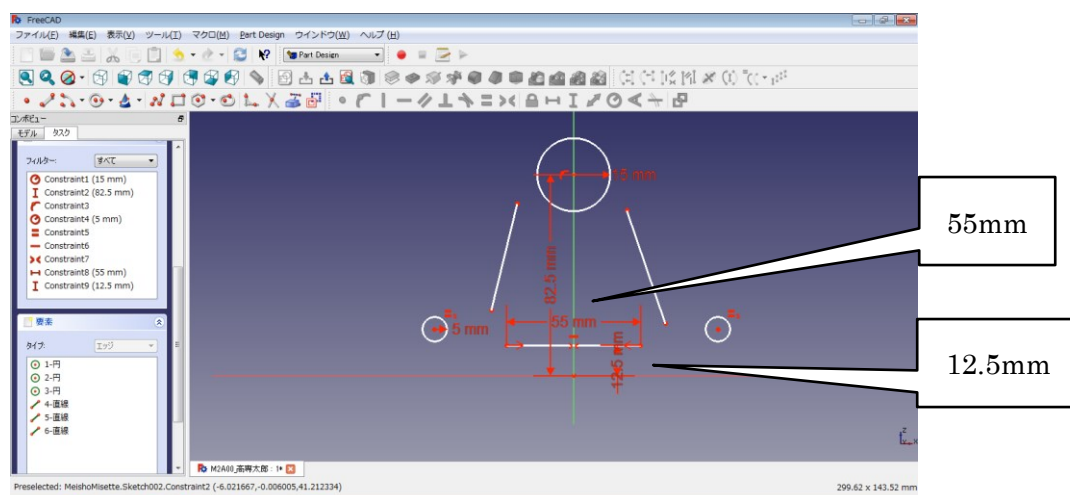 FreeCAD
ファイル(F) 編集(E) 表示(V) ツール(T) マクロ(M) Part Design ウインドウ(W) ヘルプ(H)
Part Design
コンボビュー
モデル タスク
フィルター: すべて
Constraint1 (15 mm)
Constraint2 (82.5 mm)
Constraint3
Constraint4 (5 mm)
Constraint5
Constraint6
Constraint7
Constraint8 (55 mm)
Constraint9 (12.5 mm)
要素
タイプ: エッジ
1-円
2-円
3-円
4-直線
5-直線
6-直線
15 mm
82.5 mm
5 mm
55 mm
12.5 mm
55mm
12.5mm
z
x
M2A00_高専太郎 : 1*
Preselected: MeishoMisette.Sketch002.Constraint2 (-6.021667,-0.006005,41.212334)
299.62 x 143.52 mm